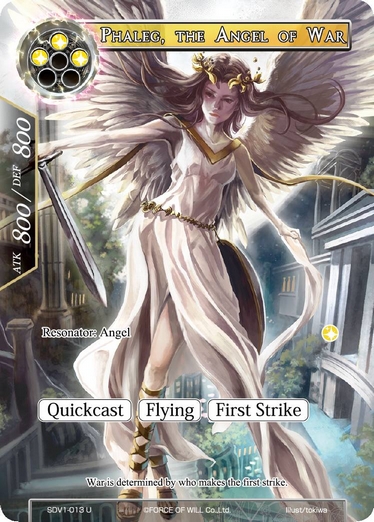 Phaleg, the Angel of War
ATK 800 / DEF 800
Resonator: Angel
Quickcast Flying First Strike
War is determined by who makes the first strike.
SDV1-013 U ©FORCE OF WILL Co.,Ltd. Illust/tokiwa